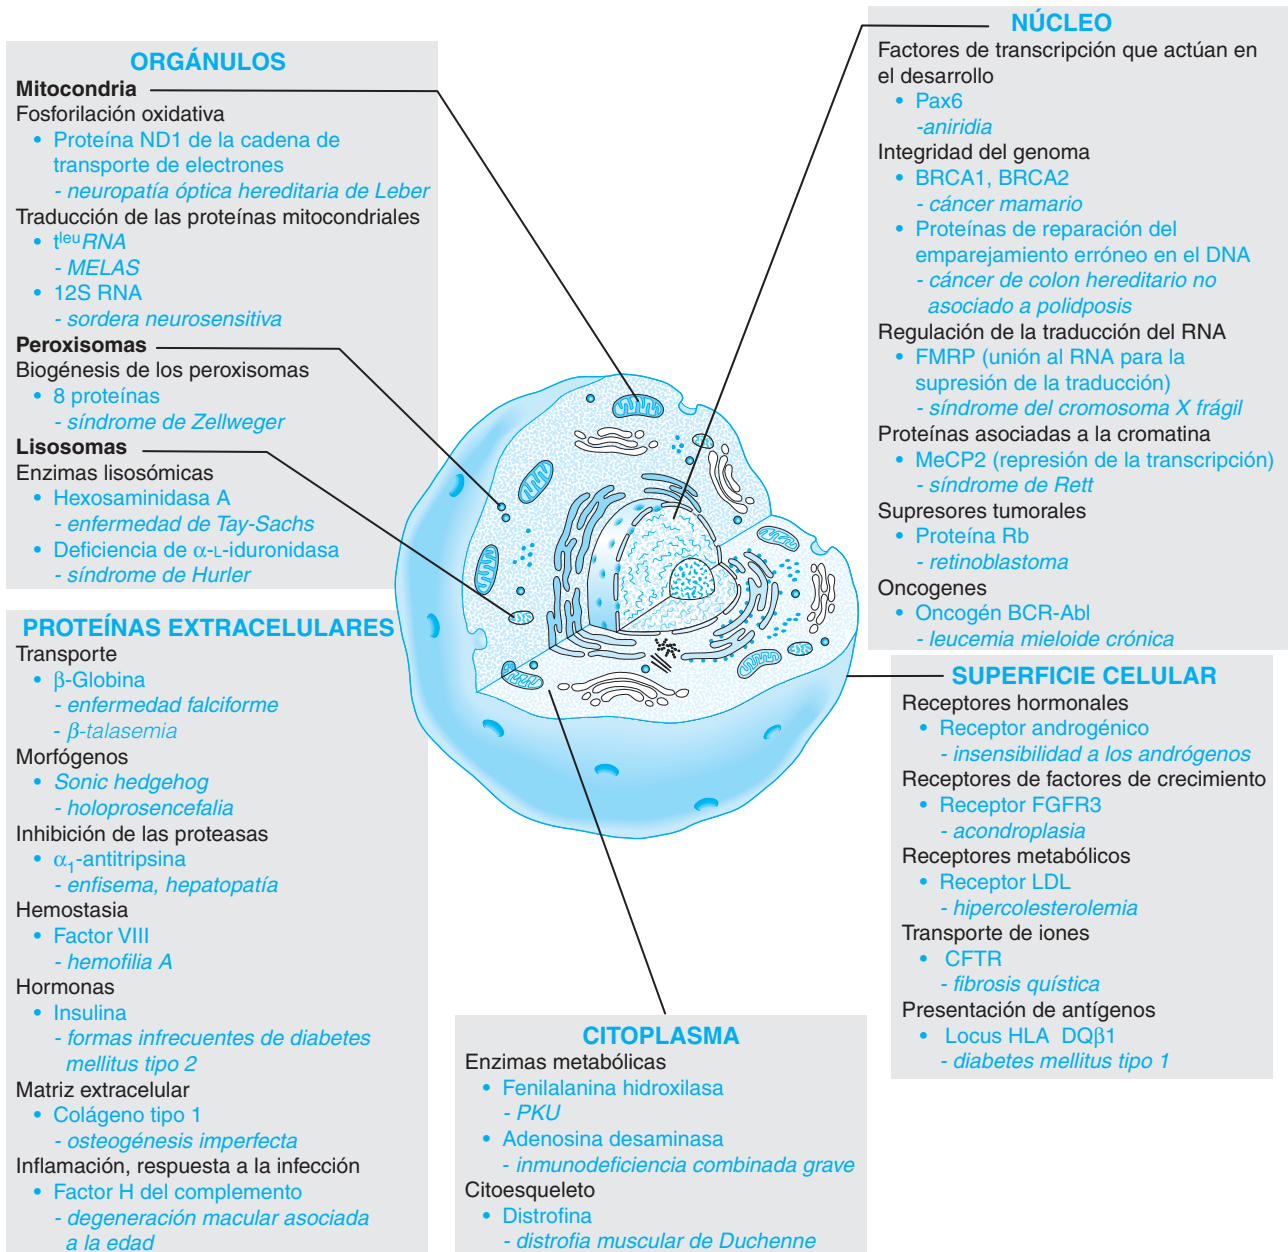 ORGÁNULOS
Mitocondria
Fosforilación oxidativa
• Proteína ND1 de la cadena de
transporte de electrones
- neuropatía óptica hereditaria de Leber
Traducción de las proteínas mitocondriales
• tleuRNA
- MELAS
• 12S RNA
- sordera neurosensitiva
Peroxisomas
Biogénesis de los peroxisomas
• 8 proteínas
- síndrome de Zellweger
Lisosomas
Enzimas lisosómicas
• Hexosaminidasa A
- enfermedad de Tay-Sachs
• Deficiencia de α-L-iduronidasa
- síndrome de Hurler
PROTEÍNAS EXTRACELULARES
Transporte
• β-Globina
- enfermedad falciforme
- β-talasemia
Morfógenos
• Sonic hedgehog
- holoprosencefalia
Inhibición de las proteasas
• α1-antitripsina
- enfisema, hepatopatía
Hemostasia
• Factor VIII
- hemofilia A
Hormonas
• Insulina
- formas infrecuentes de diabetes
mellitus tipo 2
Matriz extracelular
• Colágeno tipo 1
- osteogénesis imperfecta
Inflamación, respuesta a la infección
• Factor H del complemento
- degeneración macular asociada
a la edad
CITOPLASMA
Enzimas metabólicas
• Fenilalanina hidroxilasa
- PKU
• Adenosina desaminasa
- inmunodeficiencia combinada grave
Citoesqueleto
• Distrofina
- distrofia muscular de Duchenne
NÚCLEO
Factores de transcripción que actúan en
el desarrollo
• Pax6
-aniridia
Integridad del genoma
• BRCA1, BRCA2
- cáncer mamario
• Proteínas de reparación del
emparejamiento erróneo en el DNA
- cáncer de colon hereditario no
asociado a polidposis
Regulación de la traducción del RNA
• FMRP (unión al RNA para la
supresión de la traducción)
- síndrome del cromosoma X frágil
Proteínas asociadas a la cromatina
• MeCP2 (represión de la transcripción)
- síndrome de Rett
Supresores tumorales
• Proteína Rb
- retinoblastoma
Oncogenes
• Oncogén BCR-Abl
- leucemia mieloide crónica
SUPERFICIE CELULAR
Receptores hormonales
• Receptor androgénico
- insensibilidad a los andrógenos
Receptores de factores de crecimiento
• Receptor FGFR3
- acondroplasia
Receptores metabólicos
• Receptor LDL
- hipercolesterolemia
Transporte de iones
• CFTR
- fibrosis quística
Presentación de antígenos
• Locus HLA DQβ1
- diabetes mellitus tipo 1